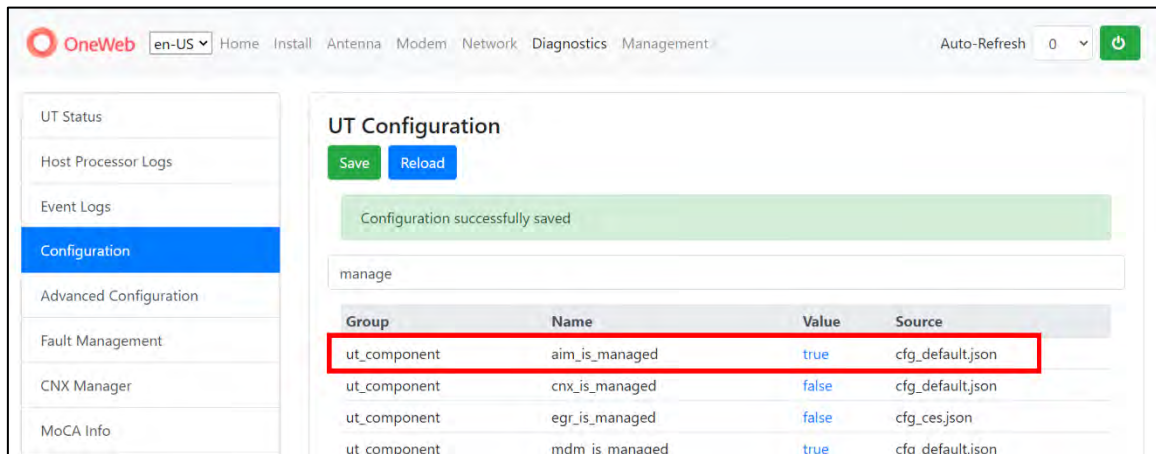 OneWeb en-US Home Install Antenna Modem Network Diagnostics Management Auto-Refresh 0
UT Status
Host Processor Logs
Event Logs
Configuration
Advanced Configuration
Fault Management
CNX Manager
MoCA Info
UT Configuration
Save Reload
Configuration successfully saved
manage
Group Name Value Source
ut_component aim_is_managed true cfg_default.json
ut_component cnx_is_managed false cfg_default.json
ut_component egr_is_managed false cfg_ces.json
ut_component mdm_is_managed true cfg_default.json